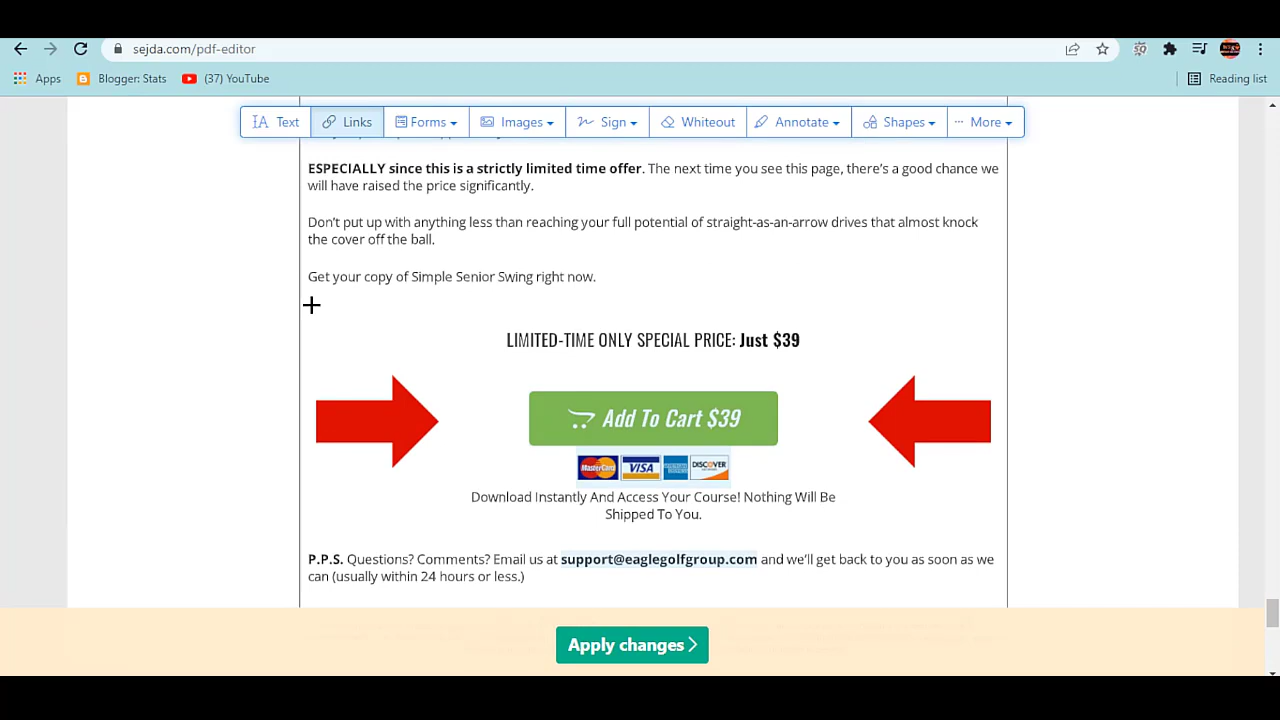 sejda.com/pdf-editor
Apps Blogger: Stats (37) YouTube Reading list
Text Links Forms Images Sign Whiteout Annotate Shapes More
ESPECIALLY since this is a strictly limited time offer. The next time you see this page, there's a good chance we
will have raised the price significantly.
Don't put up with anything less than reaching your full potential of straight-as-an-arrow drives that almost knock
the cover off the ball.
Get your copy of Simple Senior Swing right now.
LIMITED-TIME ONLY SPECIAL PRICE: Just $39
Add To Cart $39
MasterCard VISA DISCOVER
Download Instantly And Access Your Course! Nothing Will Be
Shipped To You.
P.P.S. Questions? Comments? Email us at support@eaglegolfgroup.com and we'll get back to you as soon as we
can (usually within 24 hours or less.)
Apply changes